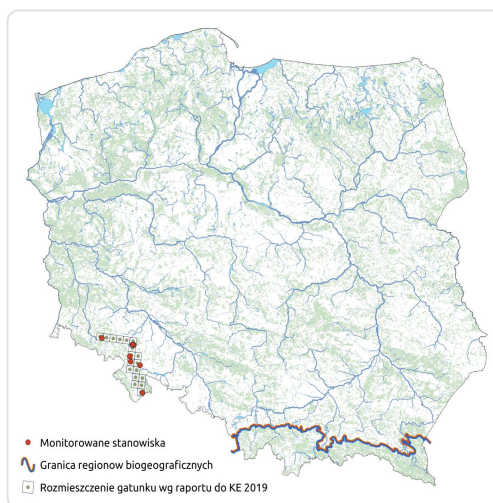 Monitorowane stanowiska
Granica regionow biogeograficznych
Rozmieszczenie gatunku wg raportu do KE 2019